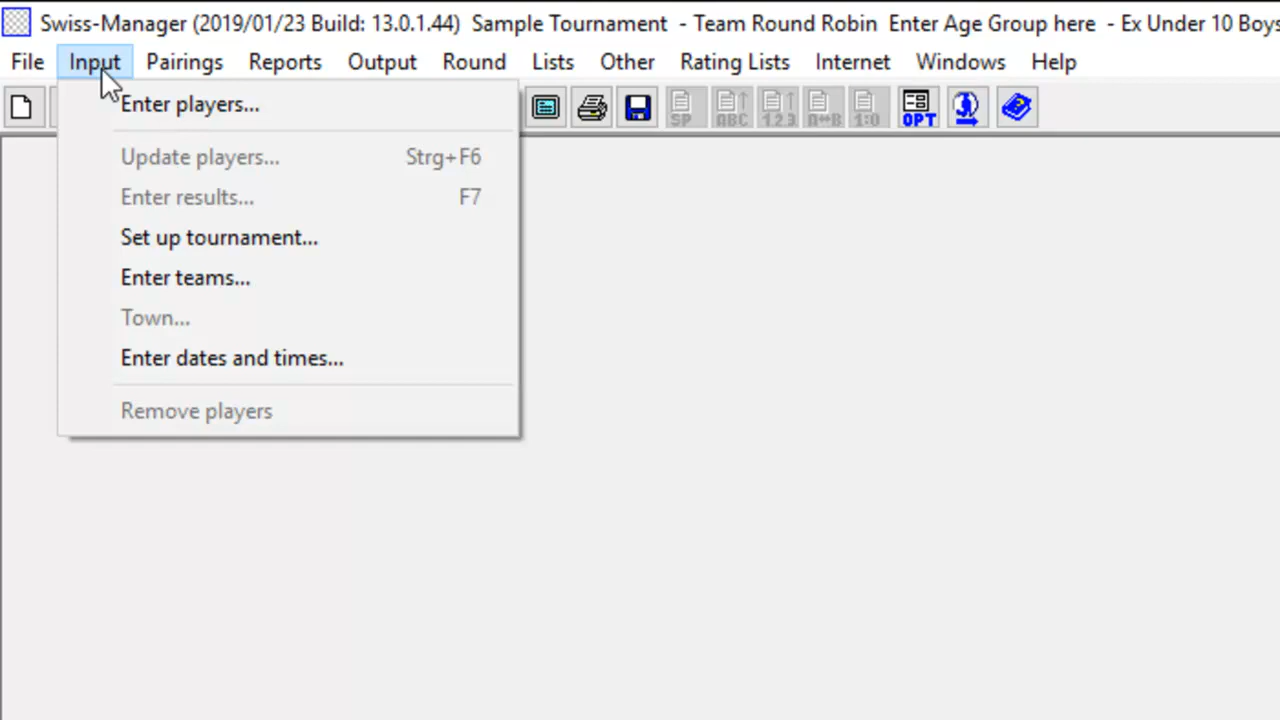 Swiss-Manager (2019/01/23 Build: 13.0.1.44)  Sample Tournament  - Team Round Robin  Enter Age Group here  - Ex Under 10 Boys
File Input Pairings Reports Output Round Lists Other Rating Lists Internet Windows Help
SP ABC 1.2.3. A↔B 1:0 OPT
Enter players...
Update players... Strg+F6
Enter results... F7
Set up tournament...
Enter teams...
Town...
Enter dates and times...
Remove players